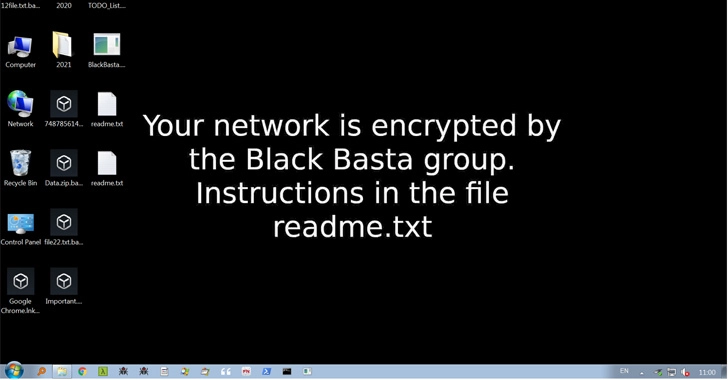 12file.txt.ba...
2020
TODO_List....
Computer
2021
BlackBasta....
Network
748785614...
readme.txt
Recycle Bin
Data.zip.ba...
readme.txt
Control Panel
file22.txt.ba...
Google
Chrome.lnk...
Important....
Your network is encrypted by
the Black Basta group.
Instructions in the file
readme.txt
EN
11:00